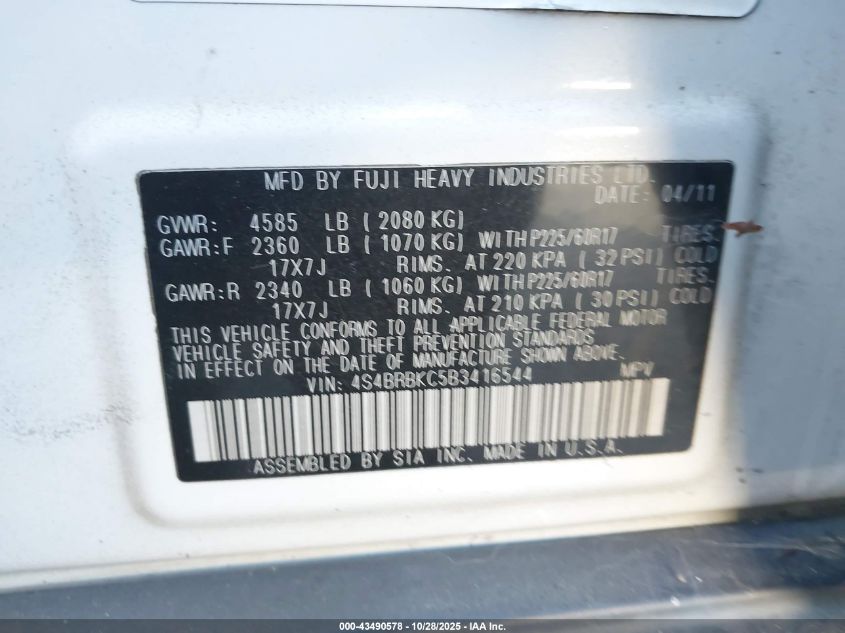 MFD BY FUJI HEAVY INDUSTRIES LTD.
DATE: 04/11
GVWR: 4585 LB ( 2080 KG)
GAWR:F 2360 LB ( 1070 KG) WITH P225/60R17 TIRES.
17X7J RIMS. AT 220 KPA ( 32 PSI) COLD
GAWR:R 2340 LB ( 1060 KG) WITH P225/60R17 TIRES.
17X7J RIMS. AT 210 KPA ( 30 PSI) COLD
THIS VEHICLE CONFORMS TO ALL APPLICABLE FEDERAL MOTOR
VEHICLE SAFETY AND THEFT PREVENTION STANDARDS
IN EFFECT ON THE DATE OF MANUFACTURE SHOWN ABOVE.
VIN: 4S4BRBKC5B3416544 MPV
ASSEMBLED BY SIA INC. MADE IN U.S.A.
000-43490578 - 10/28/2025 - IAA Inc.